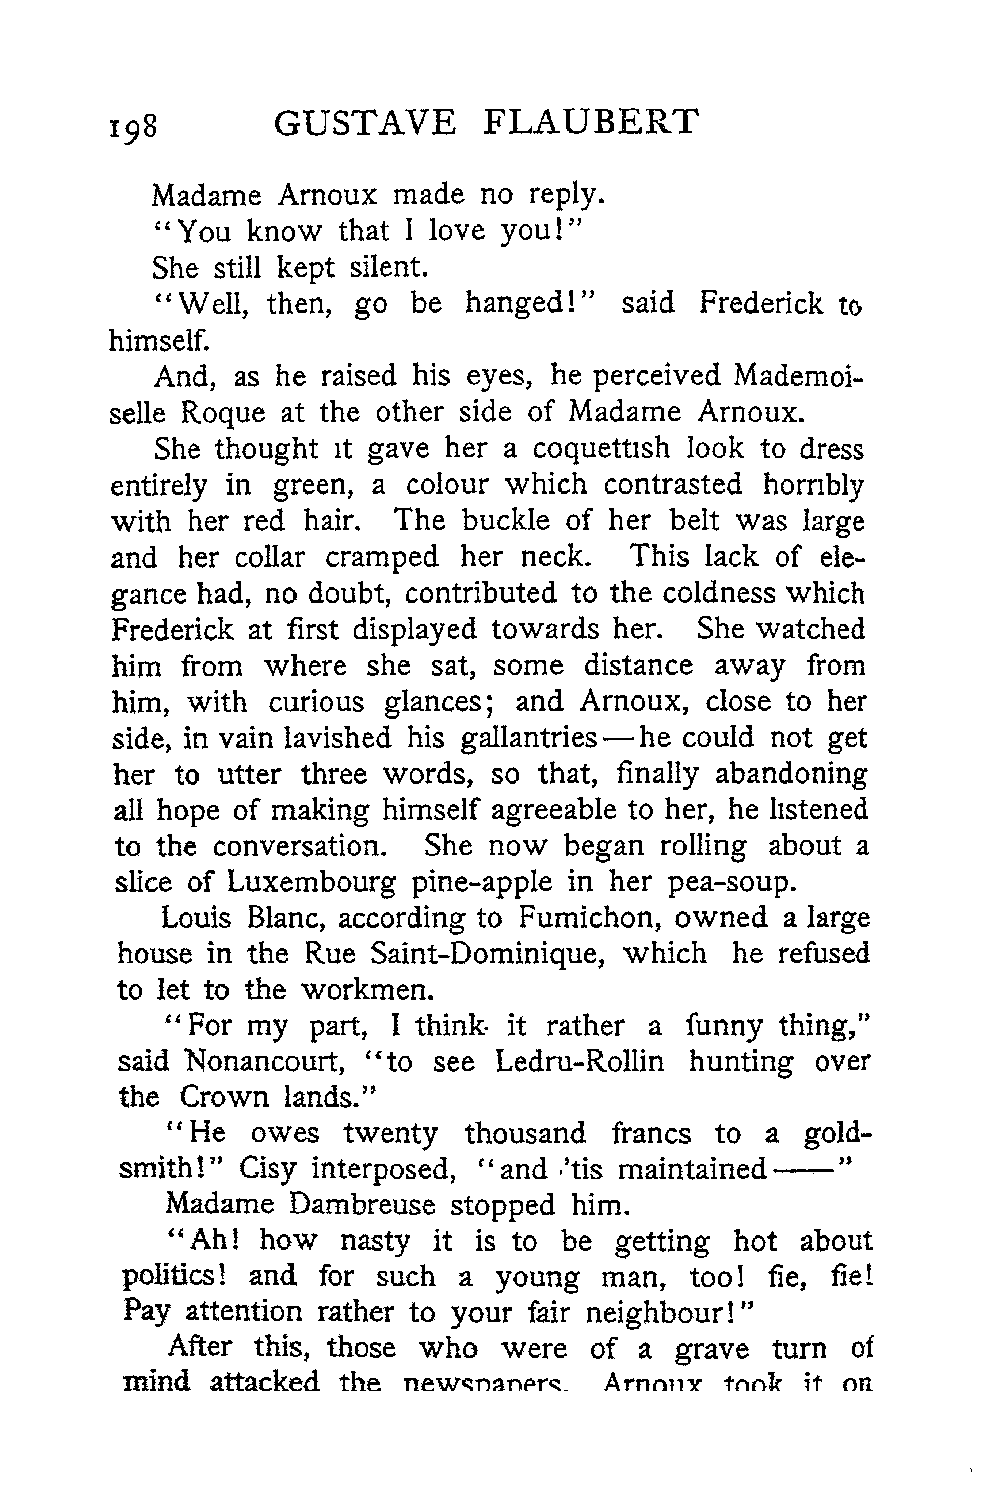 198 GUSTAVE FLAUBERT
Madame Arnoux made no reply.
"You know that I love you!"
She still kept silent.
"Well, then, go be hanged!" said Frederick to
himself.
And, as he raised his eyes, he perceived Mademoi-
selle Roque at the other side of Madame Arnoux.
She thought it gave her a coquettish look to dress
entirely in green, a colour which contrasted horribly
with her red hair. The buckle of her belt was large
and her collar cramped her neck. This lack of ele-
gance had, no doubt, contributed to the coldness which
Frederick at first displayed towards her. She watched
him from where she sat, some distance away from
him, with curious glances; and Arnoux, close to her
side, in vain lavished his gallantries—he could not get
her to utter three words, so that, finally abandoning
all hope of making himself agreeable to her, he listened
to the conversation. She now began rolling about a
slice of Luxembourg pine-apple in her pea-soup.
Louis Blanc, according to Fumichon, owned a large
house in the Rue Saint-Dominique, which he refused
to let to the workmen.
"For my part, I think it rather a funny thing,"
said Nonancourt, "to see Ledru-Rollin hunting over
the Crown lands."
"He owes twenty thousand francs to a gold-
smith!" Cisy interposed, "and 'tis maintained——"
Madame Dambreuse stopped him.
"Ah! how nasty it is to be getting hot about
politics! and for such a young man, too! fie, fie!
Pay attention rather to your fair neighbour!"
After this, those who were of a grave turn of
mind attacked the newspapers. Arnoux took it on